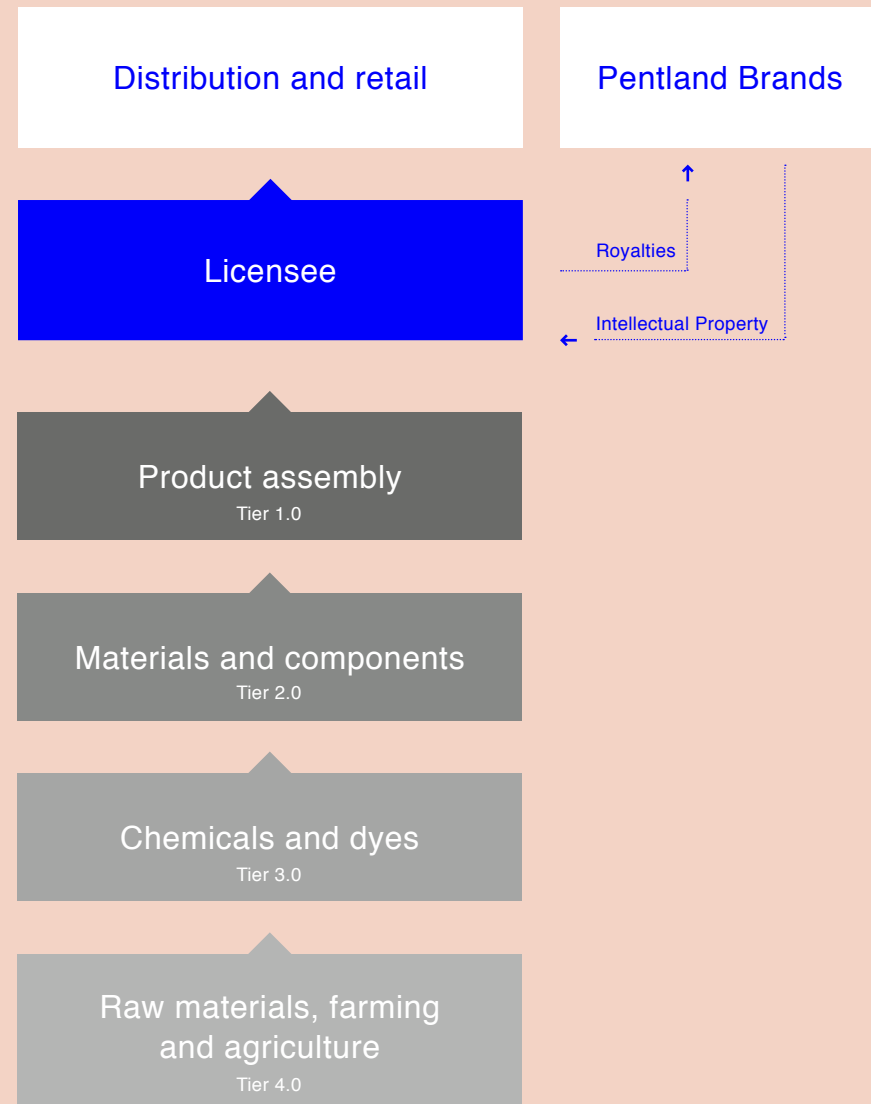 Distribution and retail
Pentland Brands
Licensee
Royalties
Intellectual Property
Product assembly
Tier 1.0
Materials and components
Tier 2.0
Chemicals and dyes
Tier 3.0
Raw materials, farming
and agriculture
Tier 4.0